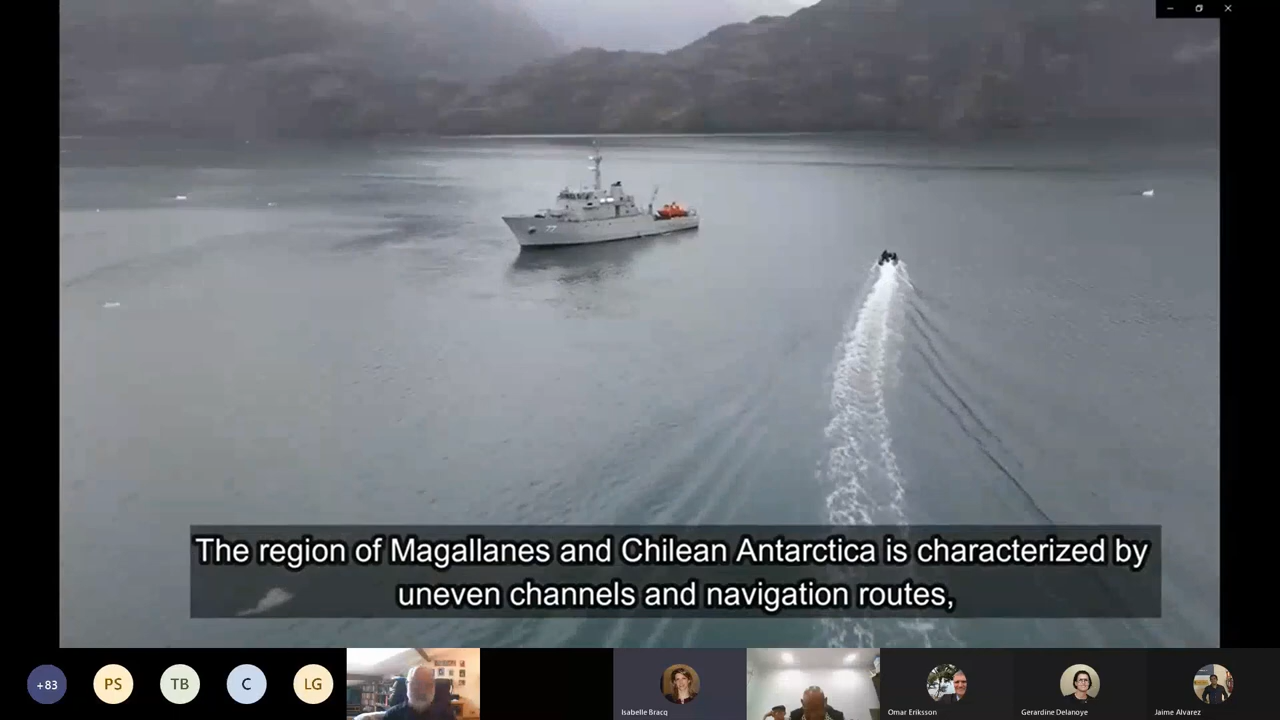 77
The region of Magallanes and Chilean Antarctica is characterized by
uneven channels and navigation routes,
+83
PS
TB
C
LG
Isabelle Bracq
Omar Eriksson
Gerardine Delanoye
Jaime Alvarez